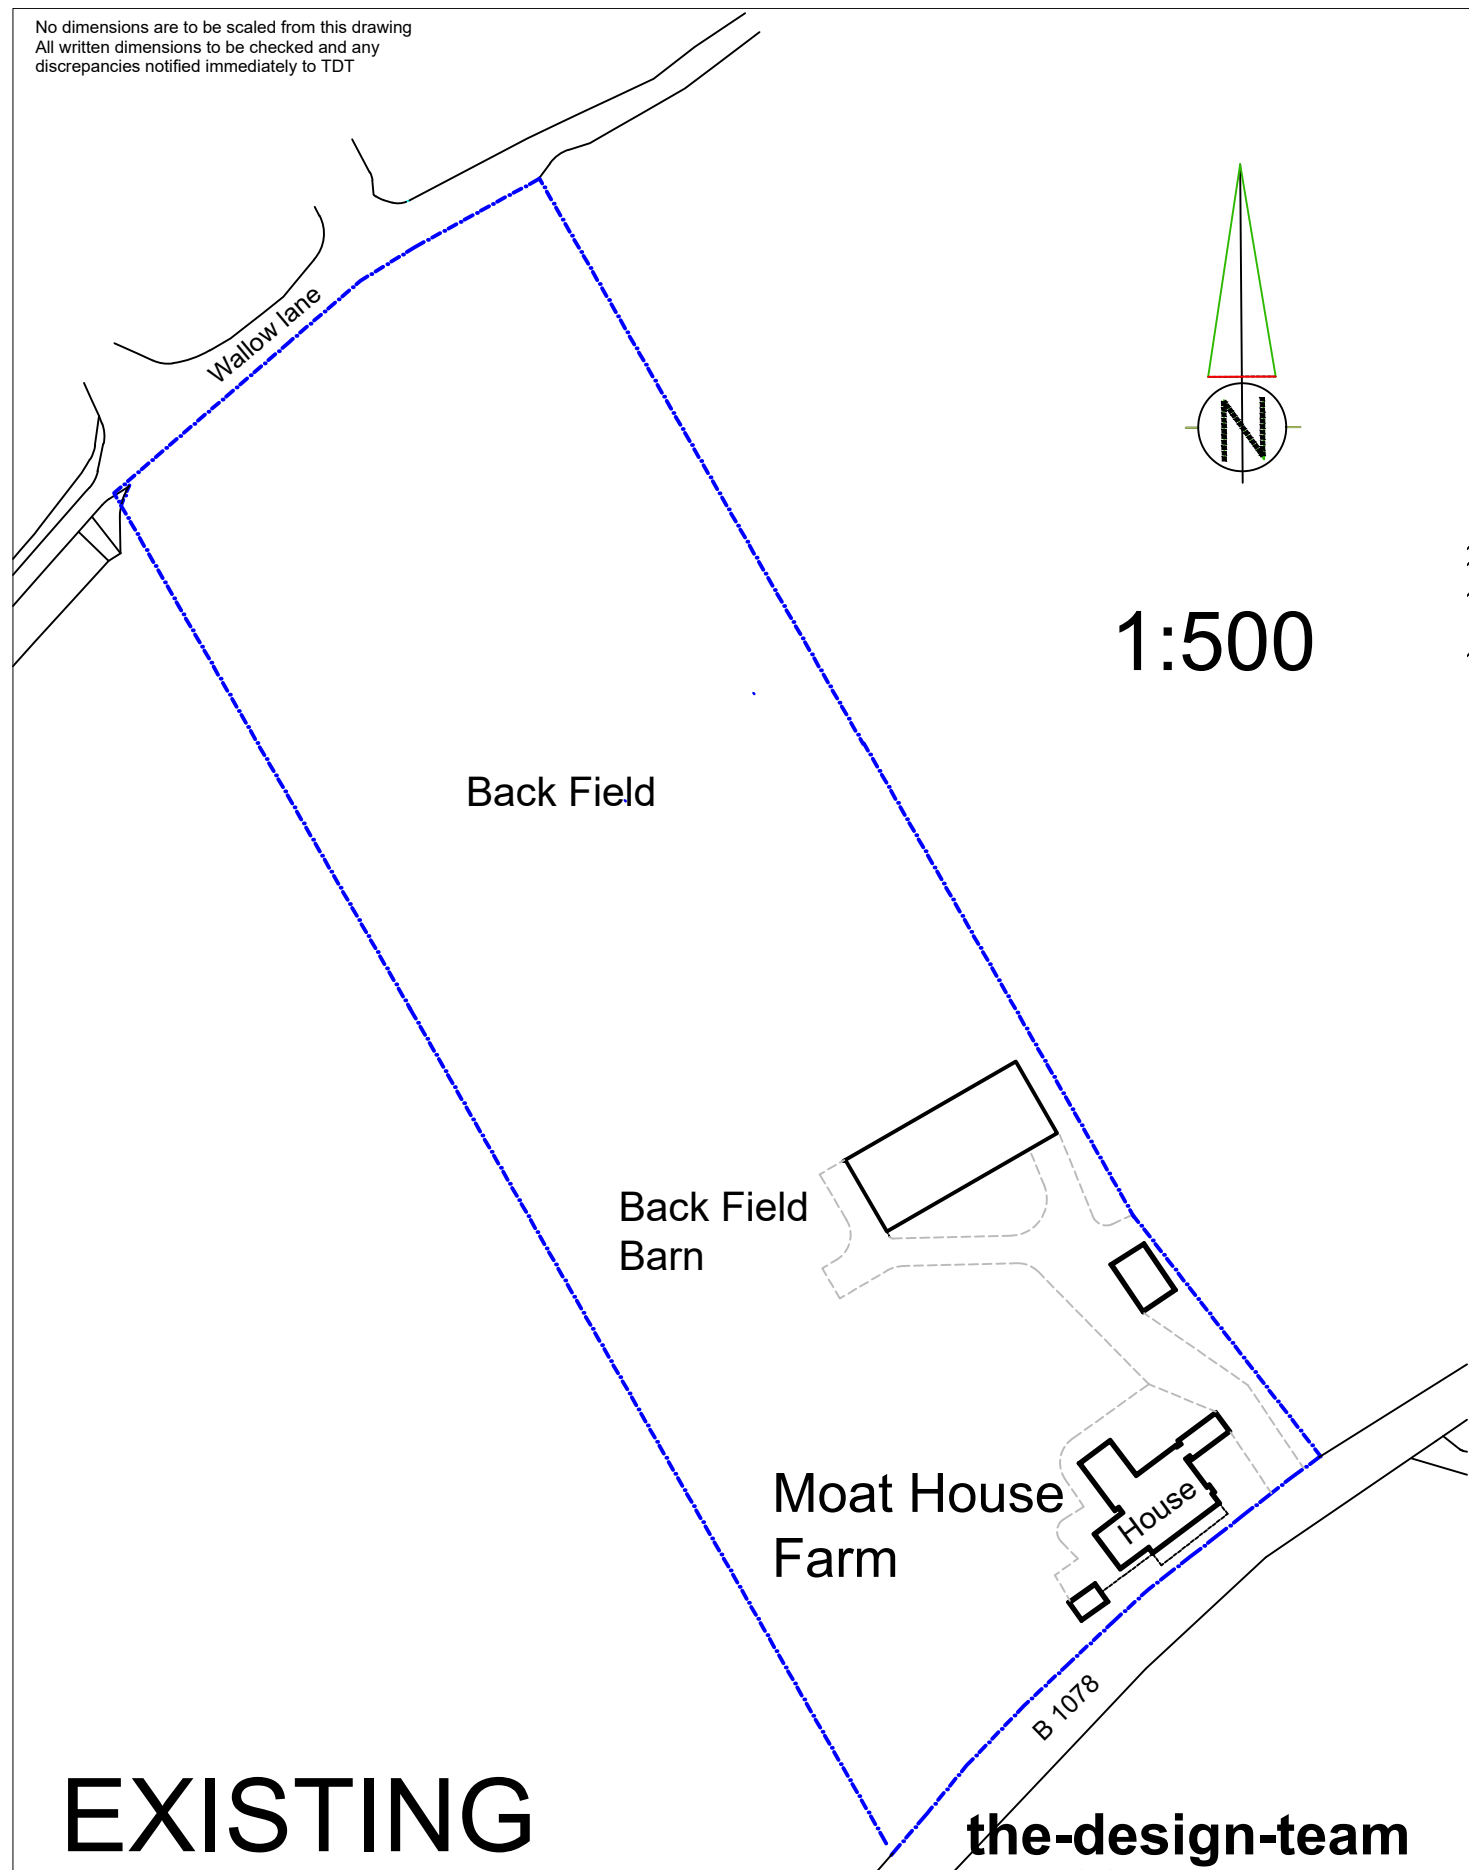 No dimensions are to be scaled from this drawing
All written dimensions to be checked and any
discrepancies notified immediately to TDT
Wallow lane
N
1:500
Back Field
Back Field
Barn
Moat House
Farm
House
B 1078
EXISTING
the-design-team